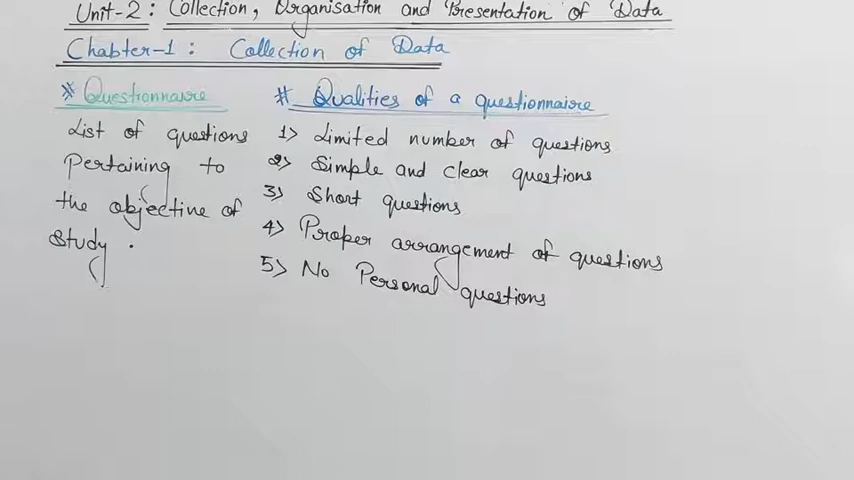 Unit-2: Collection, Organisation and Presentation of Data
Chapter-1: Collection of Data
* Questionnaire
List of questions
Pertaining to
the objective of
study.
# Qualities of a questionnaire
1> Limited number of questions
2> Simple and clear questions
3> Short questions
4> Proper arrangement of questions
5> No Personal questions